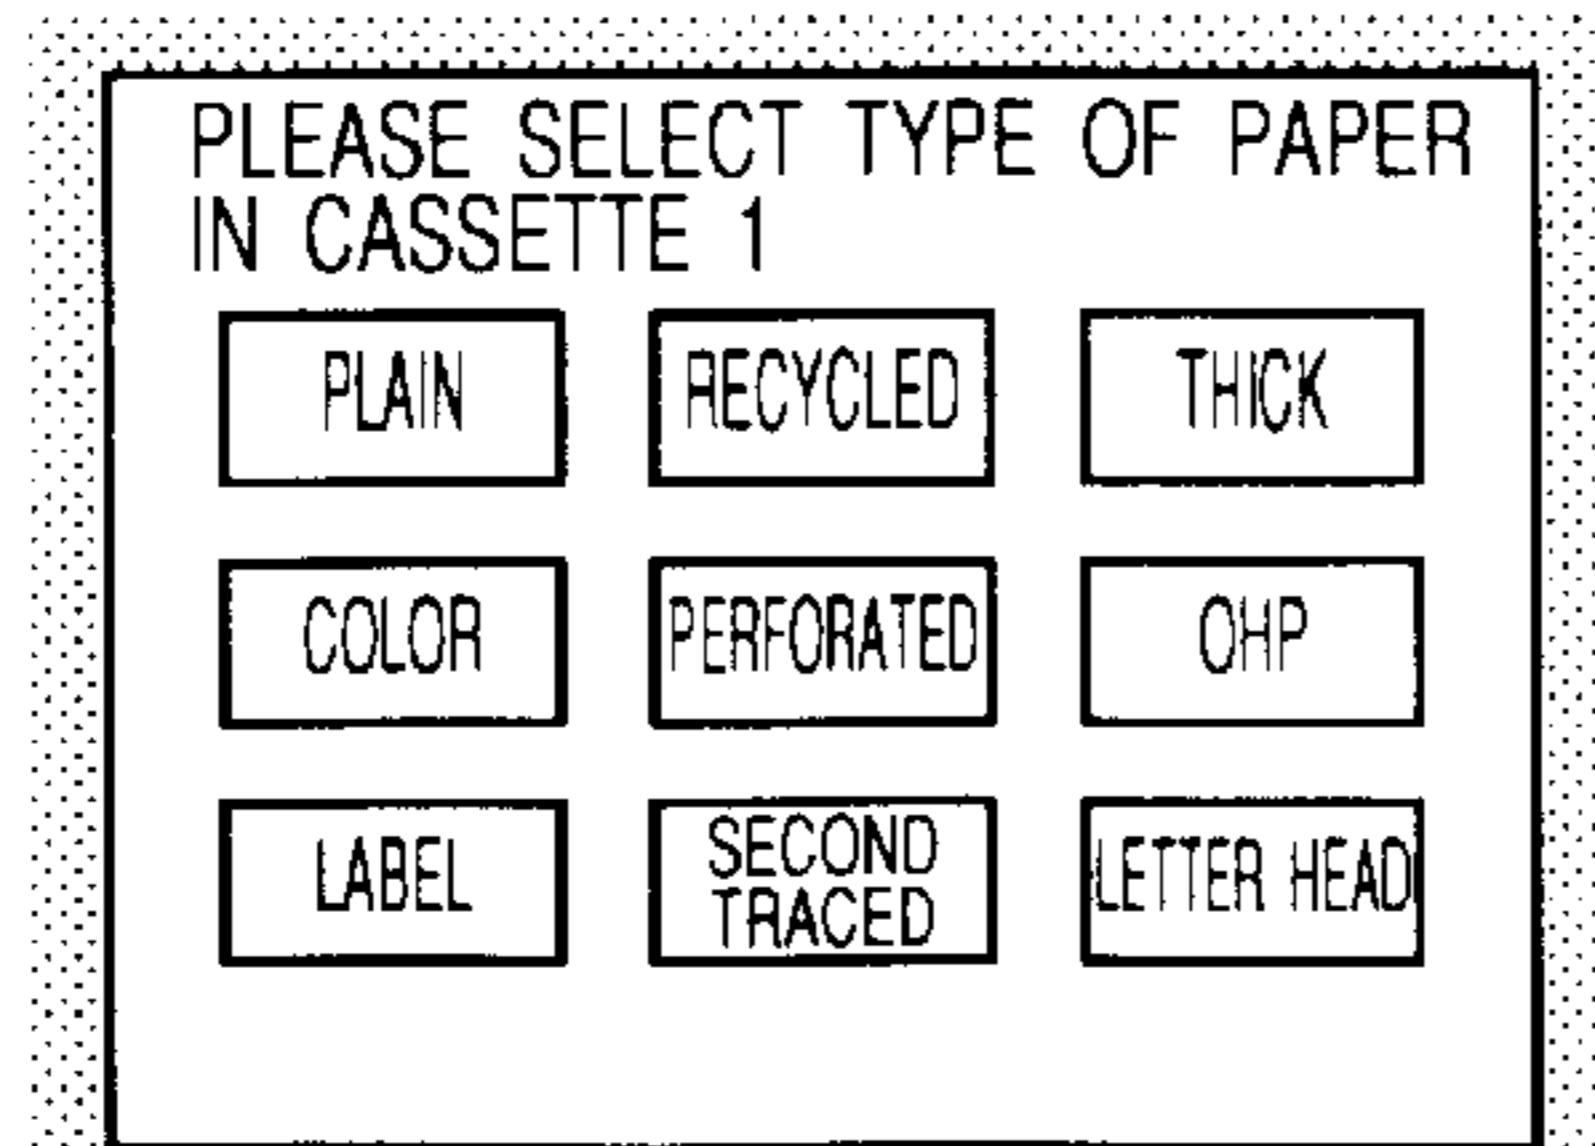 PLEASE SELECT TYPE OF PAPER
IN CASSETTE 1
PLAIN
RECYCLED
THICK
COLOR
PERFORATED
OHP
LABEL
SECOND
TRACED
LETTER HEAD